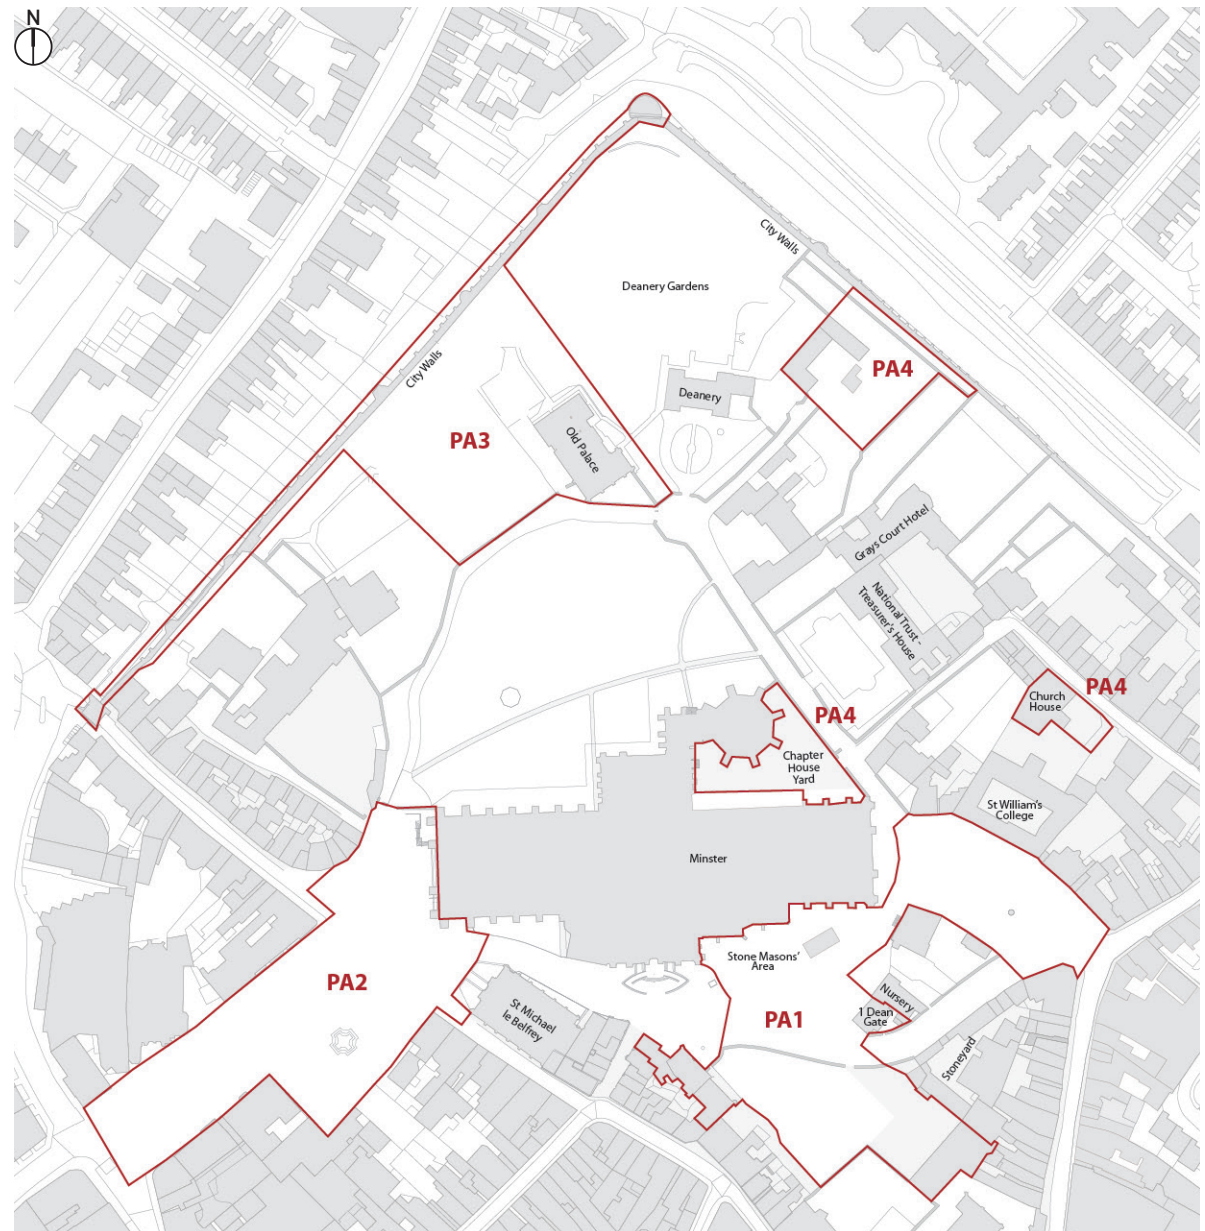 N
City Walls
Deanery Gardens
PA4
City Walls
Deanery
PA3
Old Palace
Grays Court Hotel
National Trust -
Treasurer's House
PA4
Church
House
PA4
Chapter
House
Yard
St William's
College
Minster
Stone Masons'
Area
PA2
Nursery
St Michael
le Belfrey
PA1
1 Dean
Gate
Stoneyard